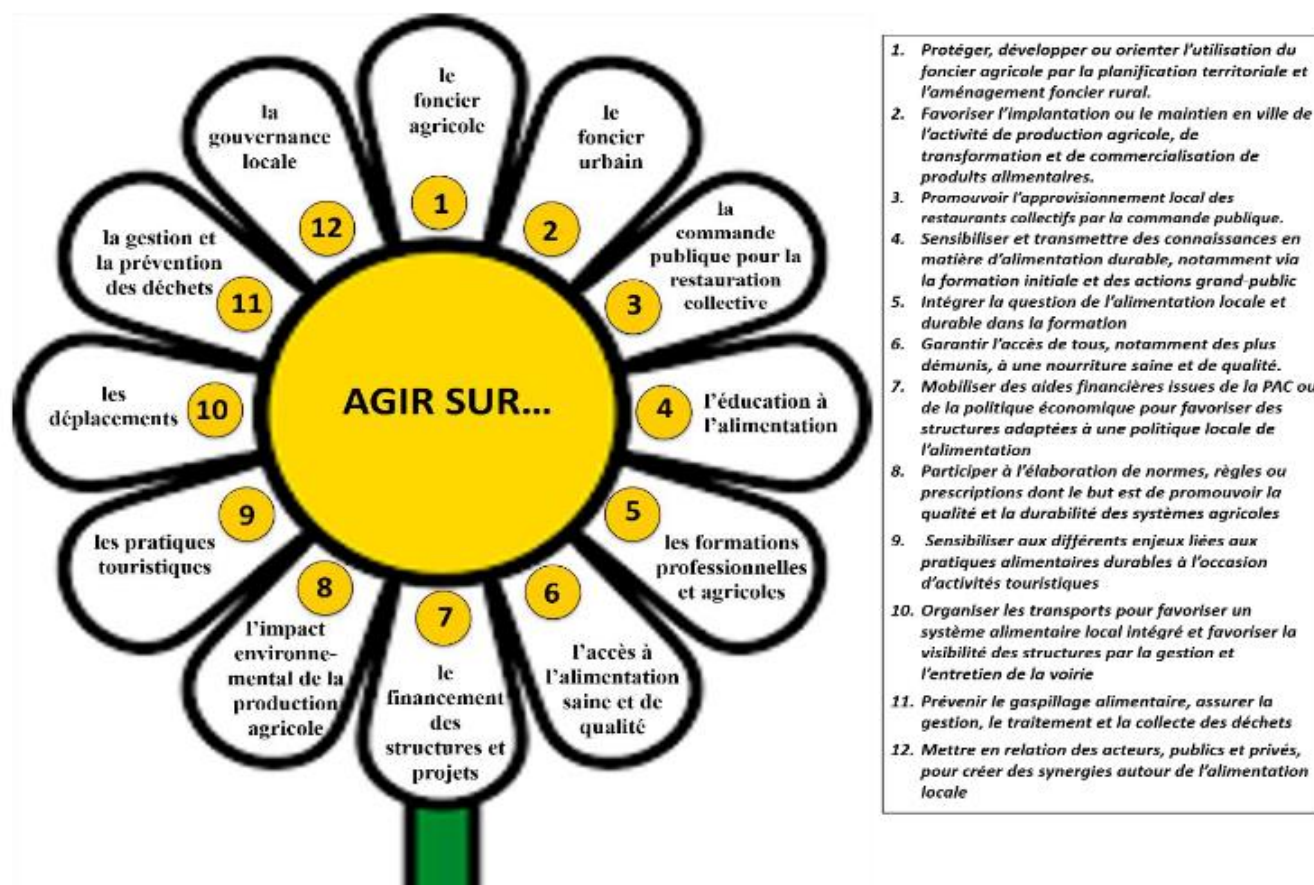 AGIR SUR...
le
foncier
agricole
1
le
foncier
urbain
2
la
commande
publique pour la
restauration
collective
3
4
l'éducation à
l'alimentation
5
les formations
professionnelles
et agricoles
6
l'accès à
l'alimentation
saine et de
qualité
7
le
financement
des
structures et
projets
8
l'impact
environne-
mental de la
production
agricole
9
les pratiques
touristiques
les
déplacements
10
la gestion et
la prévention
des déchets
11
la
gouvernance
locale
12
1. Protéger, développer ou orienter l'utilisation du
foncier agricole par la planification territoriale et
l'aménagement foncier rural.
2. Favoriser l'implantation ou le maintien en ville de
l'activité de production agricole, de
transformation et de commercialisation de
produits alimentaires.
3. Promouvoir l'approvisionnement local des
restaurants collectifs par la commande publique.
4. Sensibiliser et transmettre des connaissances en
matière d'alimentation durable, notamment via
la formation initiale et des actions grand-public
5. Intégrer la question de l'alimentation locale et
durable dans la formation
6. Garantir l'accès de tous, notamment des plus
démunis, à une nourriture saine et de qualité.
7. Mobiliser des aides financières issues de la PAC ou
de la politique économique pour favoriser des
structures adaptées à une politique locale de
l'alimentation
8. Participer à l'élaboration de normes, règles ou
prescriptions dont le but est de promouvoir la
qualité et la durabilité des systèmes agricoles
9. Sensibiliser aux différents enjeux liées aux
pratiques alimentaires durables à l'occasion
d'activités touristiques
10. Organiser les transports pour favoriser un
système alimentaire local intégré et favoriser la
visibilité des structures par la gestion et
l'entretien de la voirie
11. Prévenir le gaspillage alimentaire, assurer la
gestion, le traitement et la collecte des déchets
12. Mettre en relation des acteurs, publics et privés,
pour créer des synergies autour de l'alimentation
locale